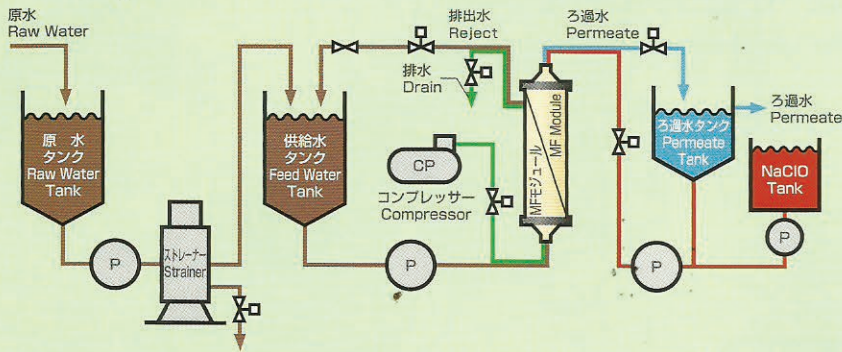 原水
Raw Water
排出水
Reject
ろ過水
Permeate
排水
Drain
ろ過水
Permeate
原 水
タンク
Raw Water
Tank
供給水
タンク
Feed Water
Tank
CP
コンプレッサー
Compressor
MFモジュール
MF Module
ろ過水タンク
Permeate
Tank
NaClO
Tank
P
ストレーナー
Strainer
P
P
P